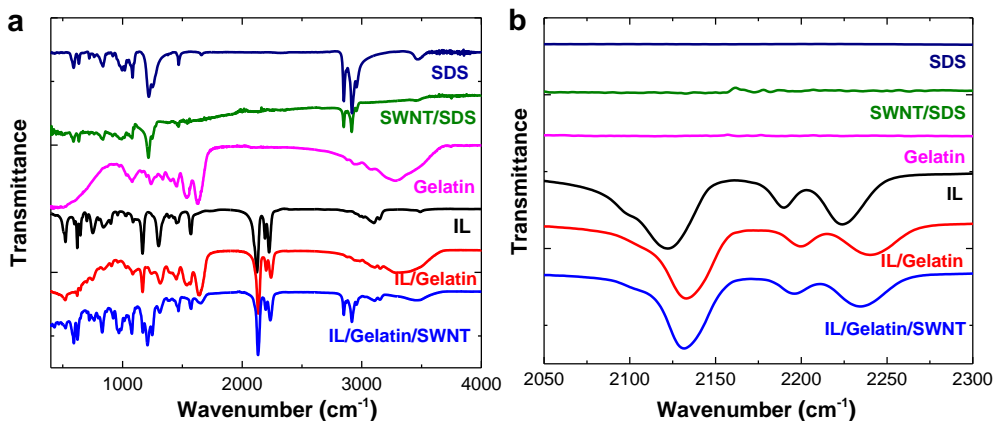 a
SDS
SWNT/SDS
Gelatin
IL
IL/Gelatin
IL/Gelatin/SWNT
Transmittance
1000 2000 3000 4000
Wavenumber (cm⁻¹)
b
SDS
SWNT/SDS
Gelatin
IL
IL/Gelatin
IL/Gelatin/SWNT
Transmittance
2050 2100 2150 2200 2250 2300
Wavenumber (cm⁻¹)